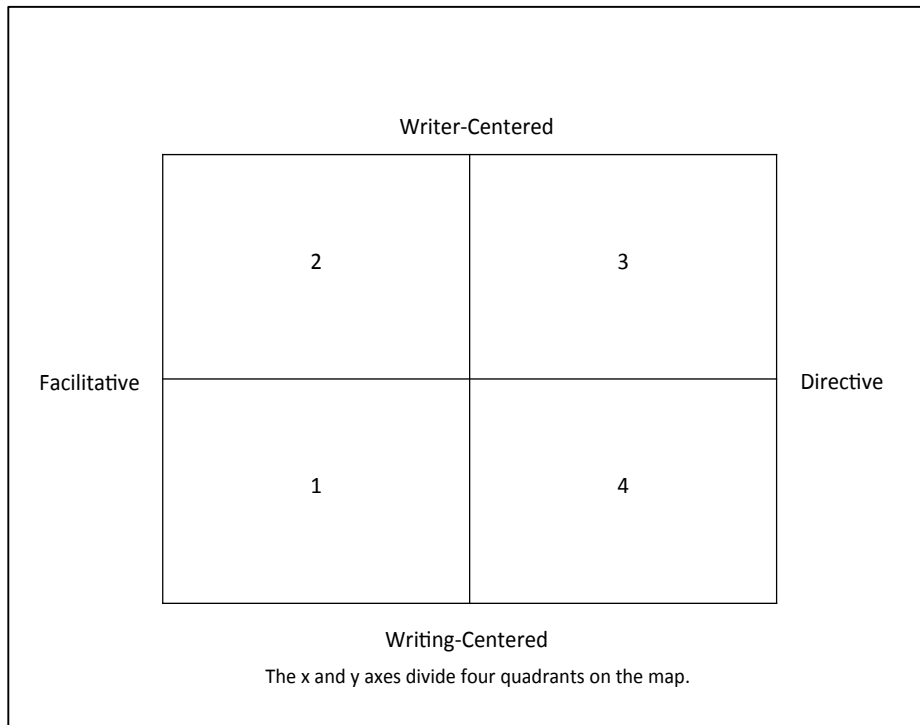 Writer-Centered
2 3
Facilitative Directive
1 4
Writing-Centered
The x and y axes divide four quadrants on the map.